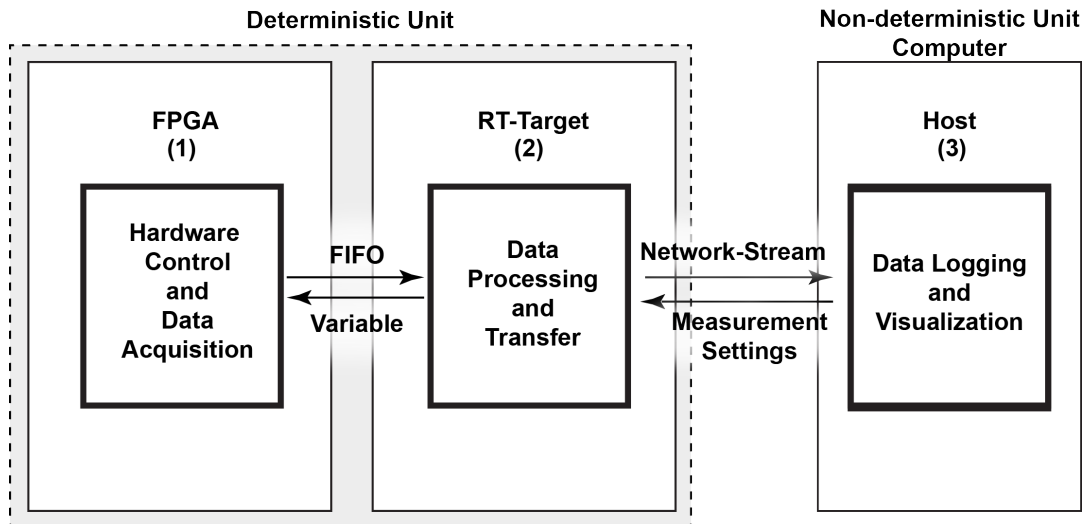 Deterministic Unit
Non-deterministic Unit
Computer
FPGA
(1)
Hardware
Control
and
Data
Acquisition
FIFO
Variable
RT-Target
(2)
Data
Processing
and
Transfer
Network-Stream
Measurement
Settings
Host
(3)
Data Logging
and
Visualization